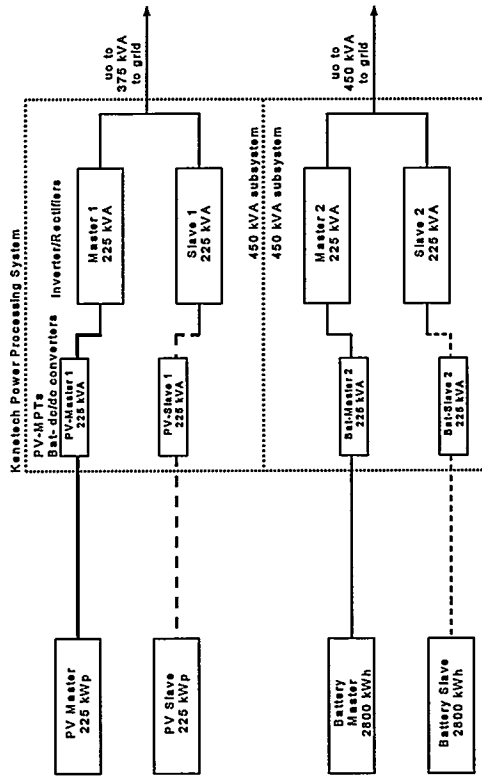 Kenetech Power Processing System
PV-MPTs
Bat- dc/dc converters
Inverter/Rectifiers
PV Master
225 kWp
PV-Master 1
225 kVA
Master 1
225 kVA
uo to
375 kVA
to grid
PV Slave
225 kWp
PV-Slave 1
225 kVA
Slave 1
225 kVA
450 kVA subsystem
450 kVA subsystem
Battery
Master
2800 kWh
Bat-Master 2
225 kVA
Master 2
225 kVA
uo to
450 kVA
to grid
Battery Slave
2800 kWh
Bat-Slave 2
225 kVA
Slave 2
225 kVA